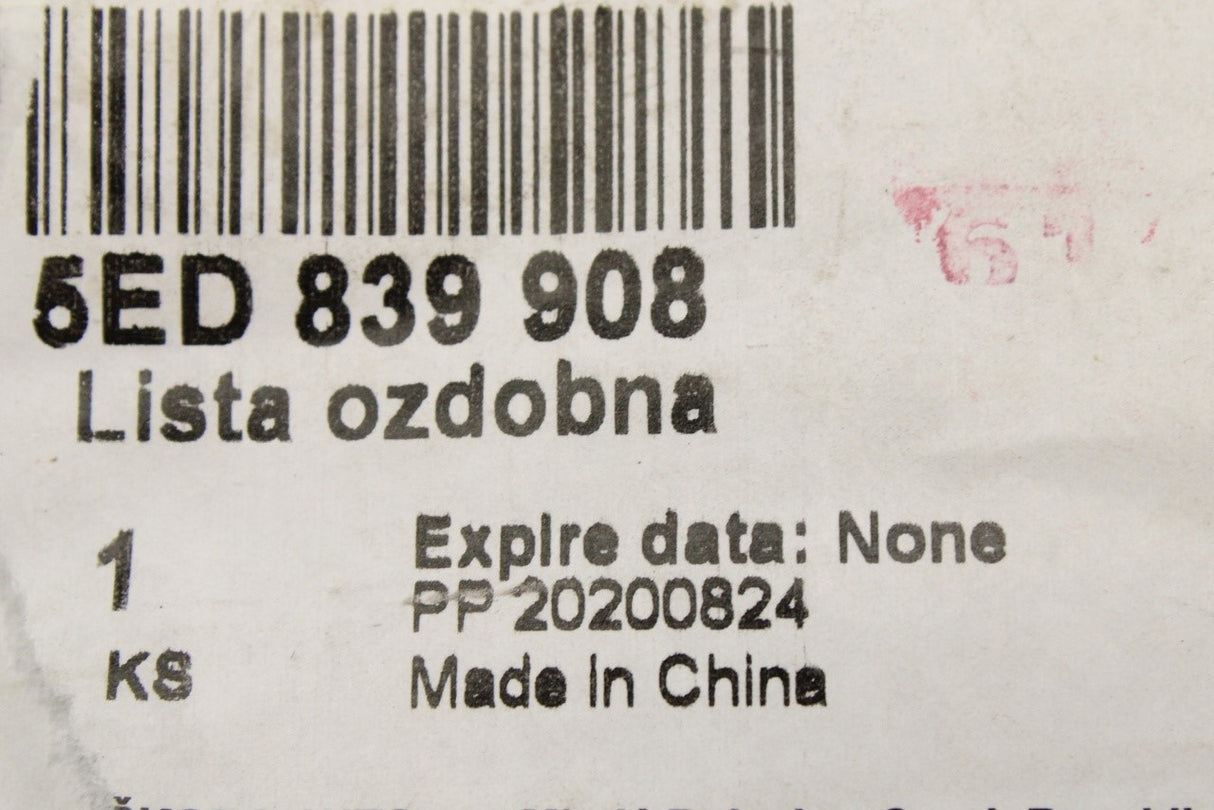 5ED 839 908
Lista ozdobna
1
Expire data: None
PP 20200824
KS
Made in China